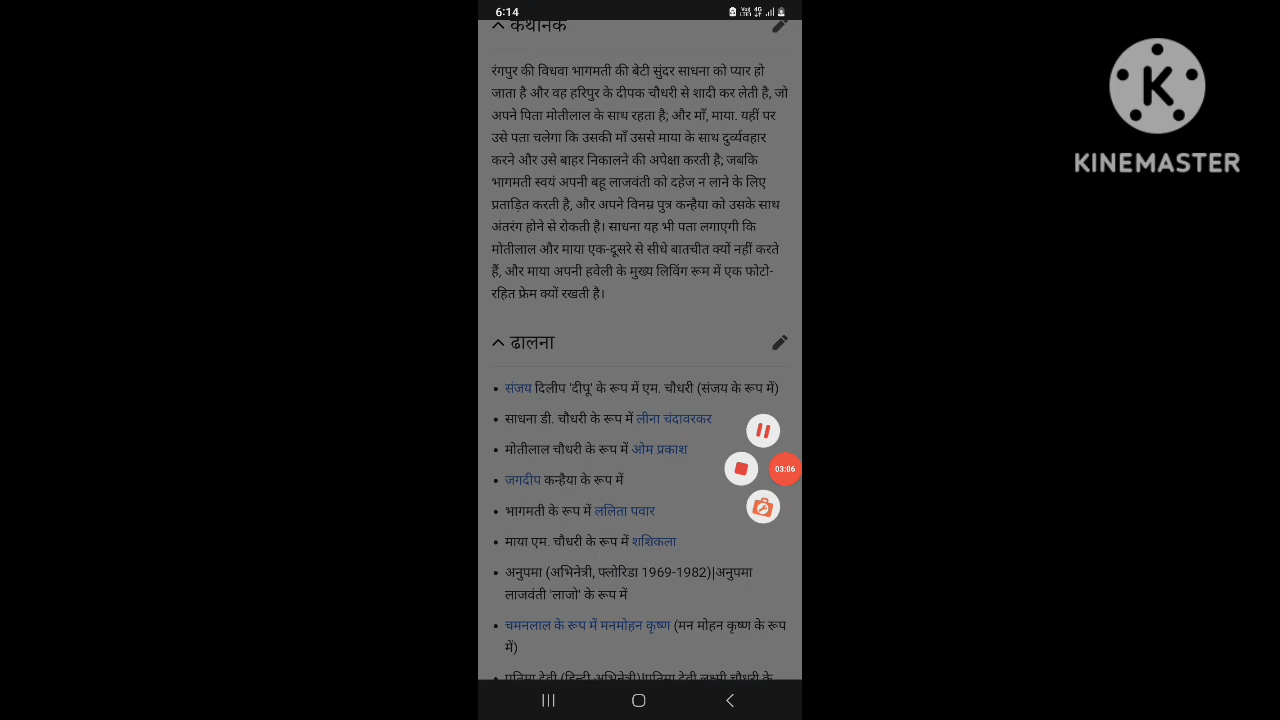 6:14
कथानक
KINEMASTER
रंगपुर की विधवा भागमती की बेटी सुंदर साधना को प्यार हो
जाता है और वह हरिपुर के दीपक चौधरी से शादी कर लेती है, जो
अपने पिता मोतीलाल के साथ रहता है; और माँ, माया. यहीं पर
उसे पता चलेगा कि उसकी माँ उससे माया के साथ दुर्व्यवहार
करने और उसे बाहर निकालने की अपेक्षा करती है; जबकि
भागमती स्वयं अपनी बहू लाजवंती को दहेज न लाने के लिए
प्रताड़ित करती है, और अपने विनम्र पुत्र कन्हैया को उसके साथ
अंतरंग होने से रोकती है। साधना यह भी पता लगाएगी कि
मोतीलाल और माया एक-दूसरे से सीधे बातचीत क्यों नहीं करते
हैं, और माया अपनी हवेली के मुख्य लिविंग रूम में एक फोटो-
रहित फ्रेम क्यों रखती है।
ढालना
• संजय दिलीप 'दीपू' के रूप में एम. चौधरी (संजय के रूप में)
• साधना डी. चौधरी के रूप में लीना चंदावरकर
• मोतीलाल चौधरी के रूप में ओम प्रकाश
03:06
• जगदीप कन्हैया के रूप में
• भागमती के रूप में ललिता पवार
• माया एम. चौधरी के रूप में शशिकला
• अनुपमा (अभिनेत्री, फ्लोरिडा 1969-1982)|अनुपमा
लाजवंती 'लाजो' के रूप में
• चमनलाल के रूप में मनमोहन कृष्ण (मन मोहन कृष्ण के रूप
में)